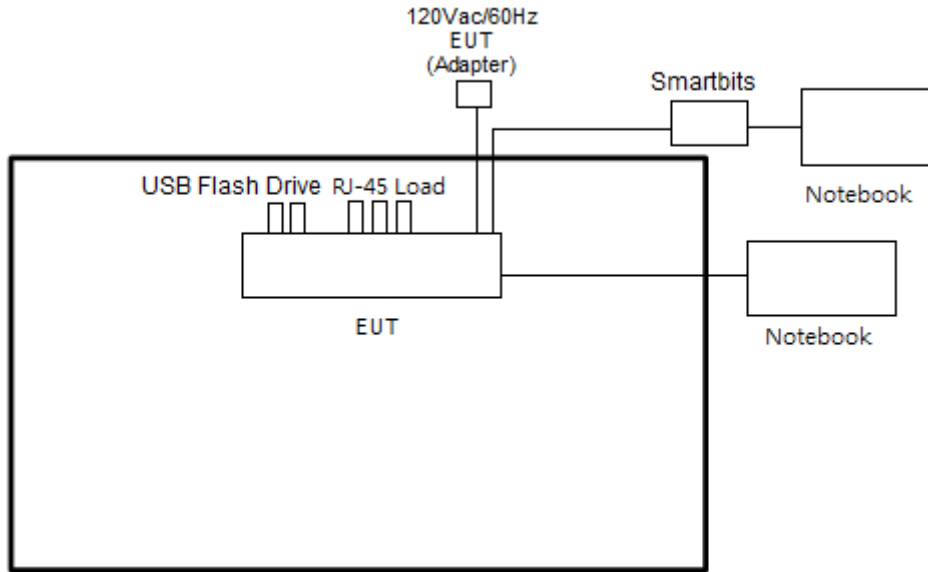 120Vac/60Hz
EUT
(Adapter)
Smartbits
Notebook
USB Flash Drive RJ-45 Load
EUT
Notebook